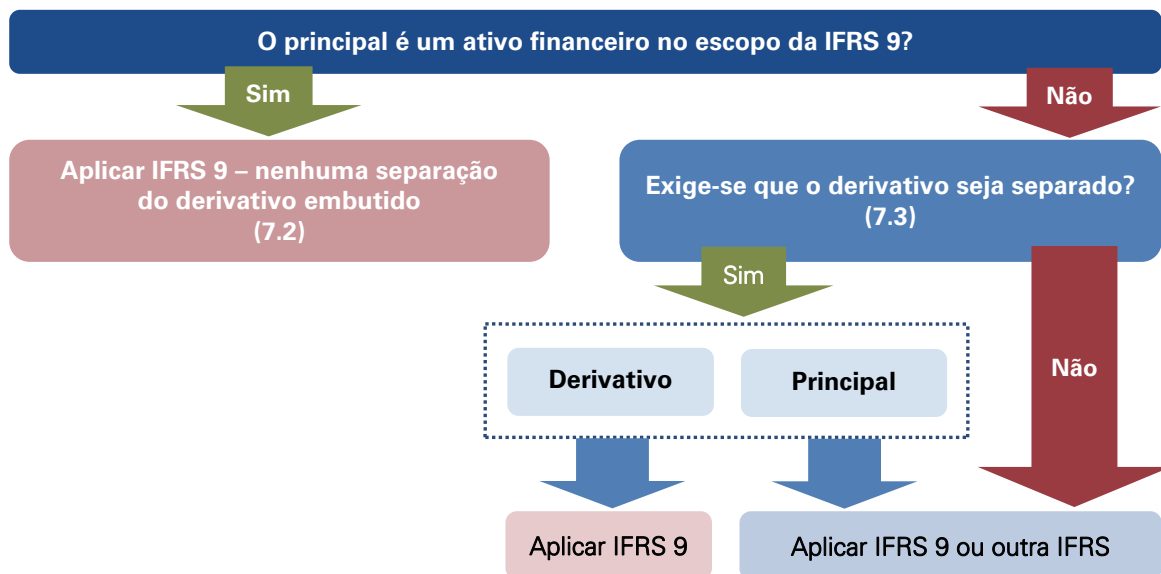 O principal é um ativo financeiro no escopo da IFRS 9?
Sim
Não
Aplicar IFRS 9 – nenhuma separação
do derivativo embutido
(7.2)
Exige-se que o derivativo seja separado?
(7.3)
Sim
Não
Derivativo
Principal
Aplicar IFRS 9
Aplicar IFRS 9 ou outra IFRS